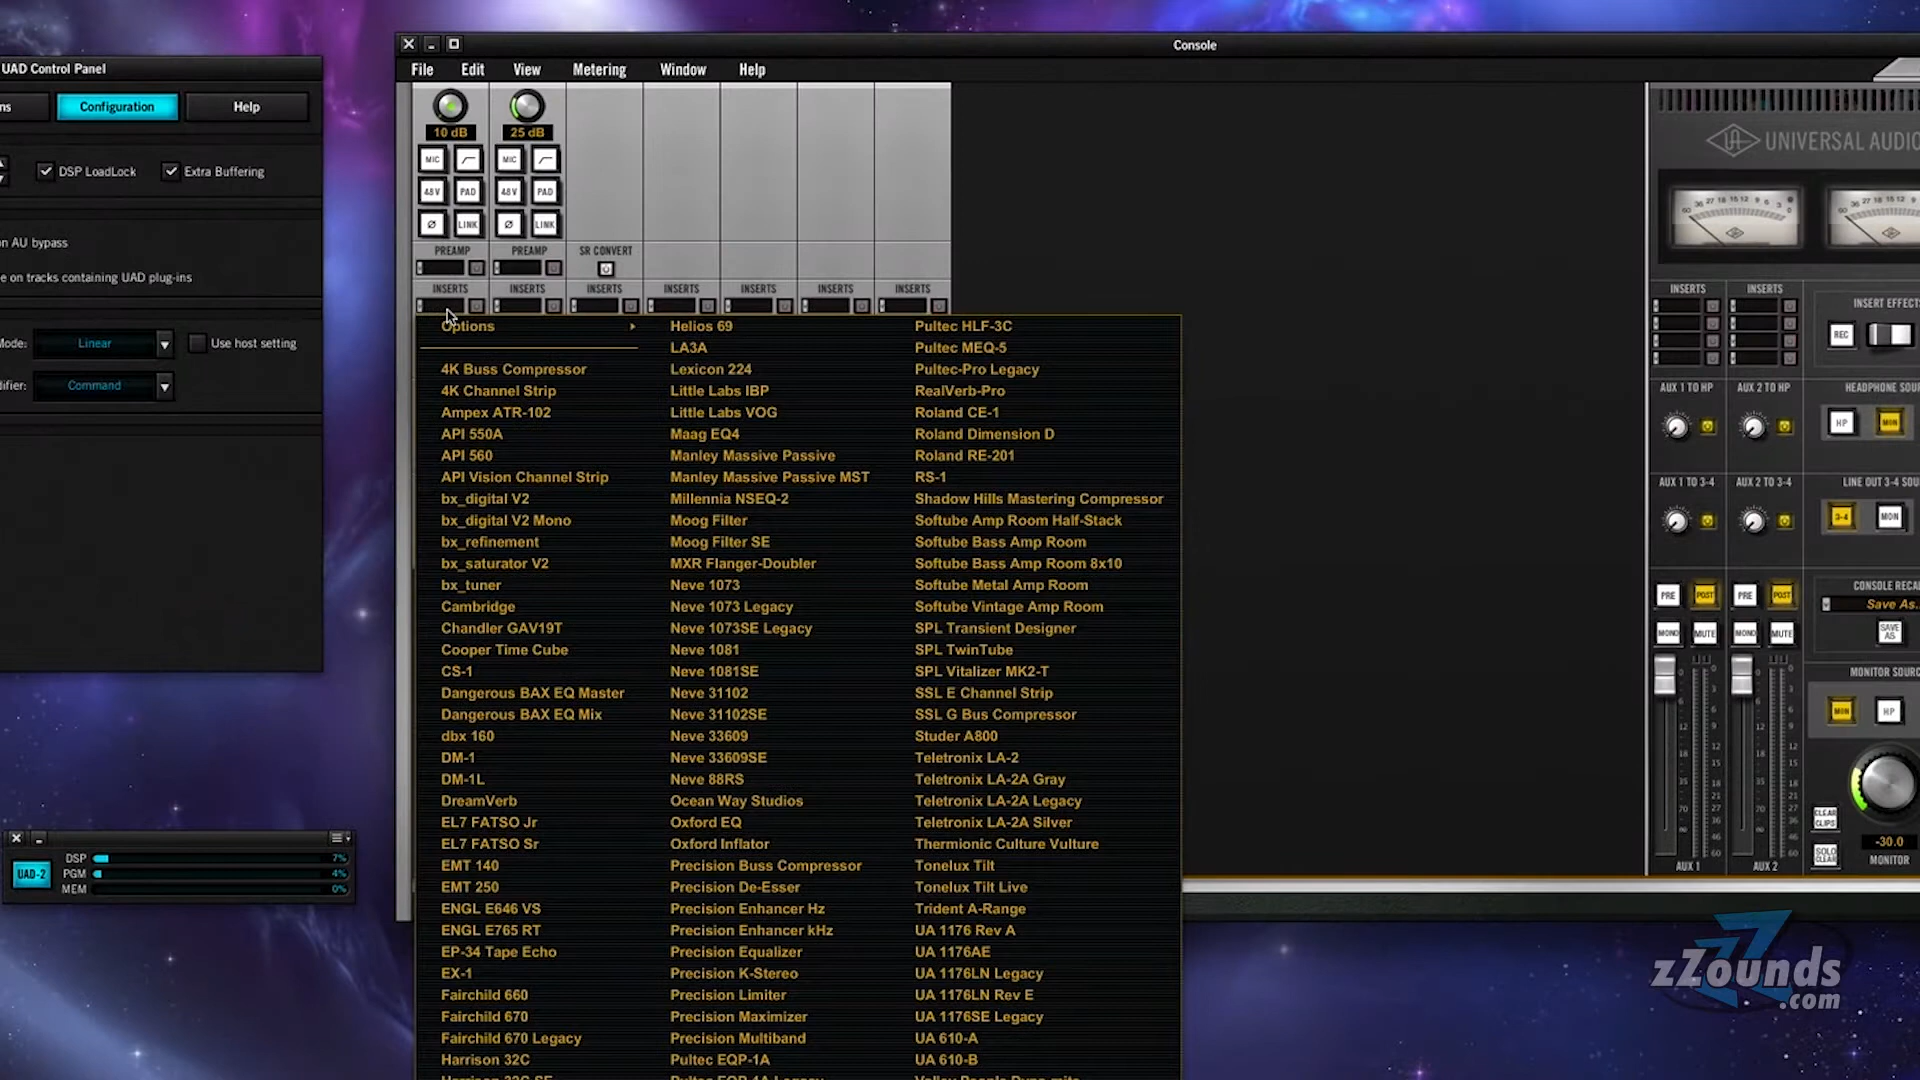 UAD Control Panel
Configuration
Help
DSP LoadLock
Extra Buffering
AU bypass
on tracks containing UAD plug-ins
Linear
Use host setting
Command
UAD-2
DSP
7%
PGM
4%
MEM
0%
Console
File
Edit
View
Metering
Window
Help
10 dB
25 dB
MIC
MIC
48V
PAD
48V
PAD
Ø
LINK
Ø
LINK
PREAMP
PREAMP
SR CONVERT
INSERTS
INSERTS
INSERTS
INSERTS
INSERTS
INSERTS
INSERTS
Options
4K Buss Compressor
4K Channel Strip
Ampex ATR-102
API 550A
API 560
API Vision Channel Strip
bx_digital V2
bx_digital V2 Mono
bx_refinement
bx_saturator V2
bx_tuner
Cambridge
Chandler GAV19T
Cooper Time Cube
CS-1
Dangerous BAX EQ Master
Dangerous BAX EQ Mix
dbx 160
DM-1
DM-1L
DreamVerb
EL7 FATSO Jr
EL7 FATSO Sr
EMT 140
EMT 250
ENGL E646 VS
ENGL E765 RT
EP-34 Tape Echo
EX-1
Fairchild 660
Fairchild 670
Fairchild 670 Legacy
Harrison 32C
Harrison 32C SE
Helios 69
LA3A
Lexicon 224
Little Labs IBP
Little Labs VOG
Maag EQ4
Manley Massive Passive
Manley Massive Passive MST
Millennia NSEQ-2
Moog Filter
Moog Filter SE
MXR Flanger-Doubler
Neve 1073
Neve 1073 Legacy
Neve 1073SE Legacy
Neve 1081
Neve 1081SE
Neve 31102
Neve 31102SE
Neve 33609
Neve 33609SE
Neve 88RS
Ocean Way Studios
Oxford EQ
Oxford Inflator
Precision Buss Compressor
Precision De-Esser
Precision Enhancer Hz
Precision Enhancer kHz
Precision Equalizer
Precision K-Stereo
Precision Limiter
Precision Maximizer
Precision Multiband
Pultec EQP-1A
Pultec EQP-1A Legacy
Pultec HLF-3C
Pultec MEQ-5
Pultec-Pro Legacy
RealVerb-Pro
Roland CE-1
Roland Dimension D
Roland RE-201
RS-1
Shadow Hills Mastering Compressor
Softube Amp Room Half-Stack
Softube Bass Amp Room
Softube Bass Amp Room 8x10
Softube Metal Amp Room
Softube Vintage Amp Room
SPL Transient Designer
SPL TwinTube
SPL Vitalizer MK2-T
SSL E Channel Strip
SSL G Bus Compressor
Studer A800
Teletronix LA-2
Teletronix LA-2A Gray
Teletronix LA-2A Legacy
Teletronix LA-2A Silver
Thermionic Culture Vulture
Tonelux Tilt
Tonelux Tilt Live
Trident A-Range
UA 1176 Rev A
UA 1176AE
UA 1176LN Legacy
UA 1176LN Rev E
UA 1176SE Legacy
UA 610-A
UA 610-B
UNIVERSAL AUDIO
INSERTS
INSERTS
INSERT EFFECTS
REC
AUX 1 TO HP
AUX 2 TO HP
HEADPHONE
HP
MON
AUX 1 TO 3-4
AUX 2 TO 3-4
LINE OUT 3-4
3-4
MON
PRE
POST
PRE
POST
CONSOLE
Save As..
MONO
MUTE
MONO
MUTE
SAVE AS
MONITOR
MON
HP
CLEAR CLIPS
SOLO CLEAR
-30.0
MONITOR
AUX 1
AUX 2
zZounds
.com